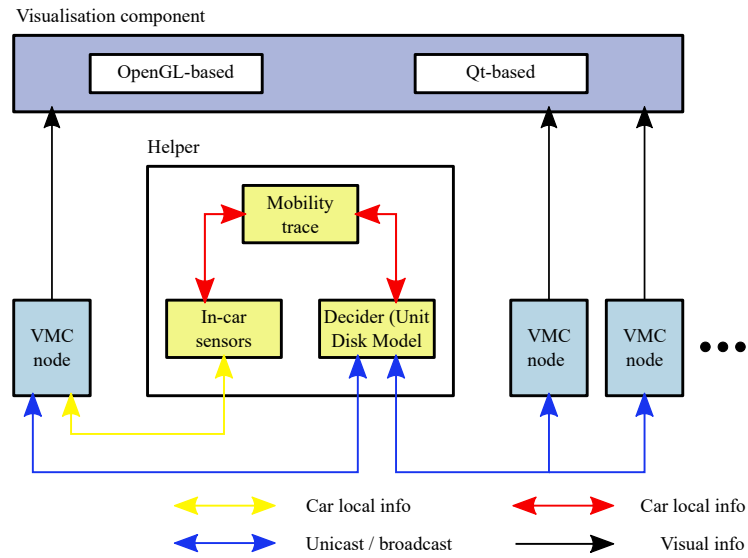 Visualisation component
OpenGL-based
Qt-based
Helper
Mobility
trace
In-car
sensors
Decider (Unit
Disk Model
VMC
node
VMC
node
VMC
node
Car local info
Car local info
Unicast / broadcast
Visual info